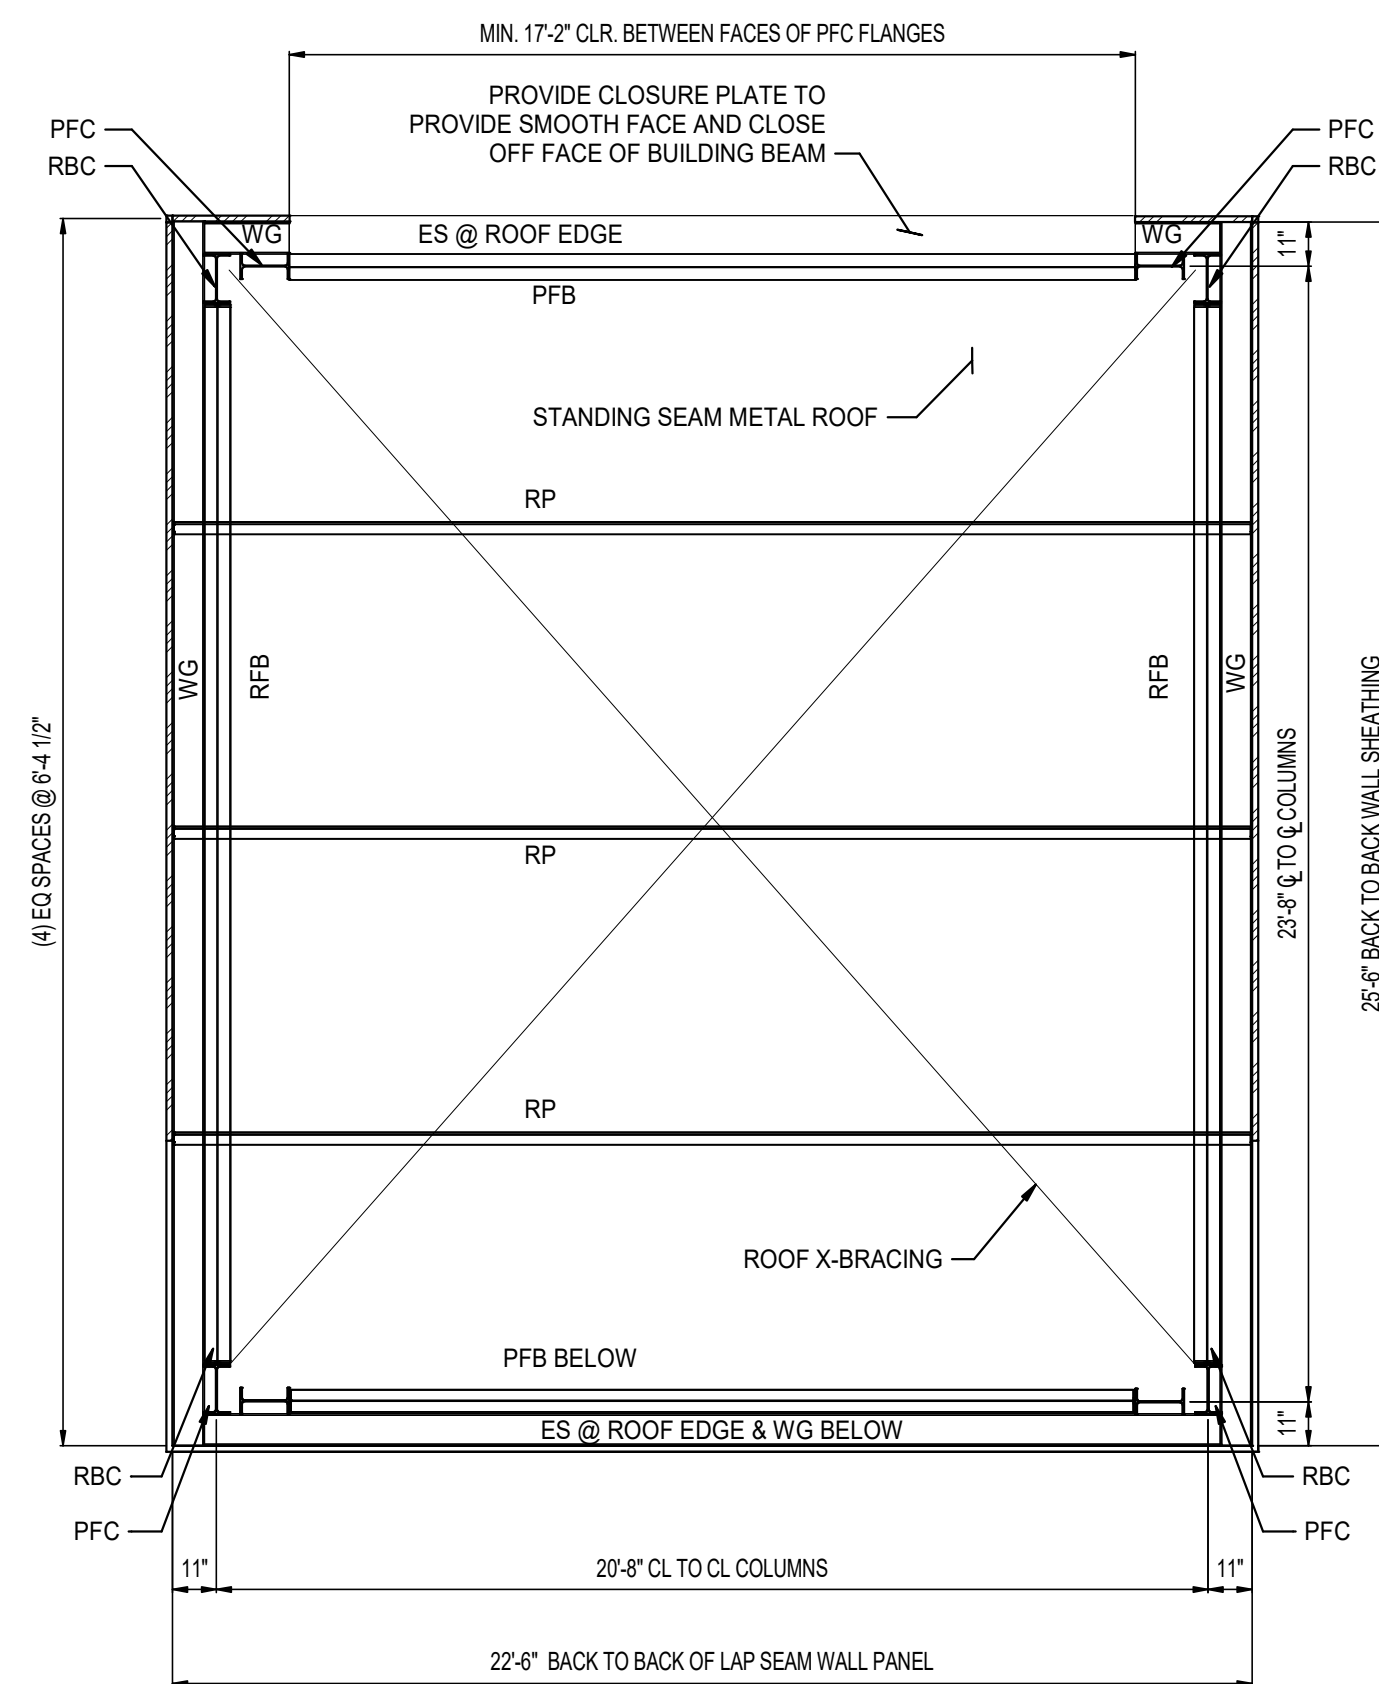 MIN. 17'-2" CLR. BETWEEN FACES OF PFC FLANGES
PROVIDE CLOSURE PLATE TO
PROVIDE SMOOTH FACE AND CLOSE
OFF FACE OF BUILDING BEAM
PFC
RBC
PFC
RBC
WG
ES @ ROOF EDGE
WG
11"
PFB
STANDING SEAM METAL ROOF
RP
WG
RFB
RFB
WG
(4) EQ SPACES @ 6'-4 1/2"
23'-8" ℄ TO ℄ COLUMNS
25'-6" BACK TO BACK WALL SHEATHING
RP
RP
ROOF X-BRACING
PFB BELOW
ES @ ROOF EDGE & WG BELOW
11"
RBC
PFC
RBC
PFC
11"
20'-8" CL TO CL COLUMNS
11"
22'-6" BACK TO BACK OF LAP SEAM WALL PANEL